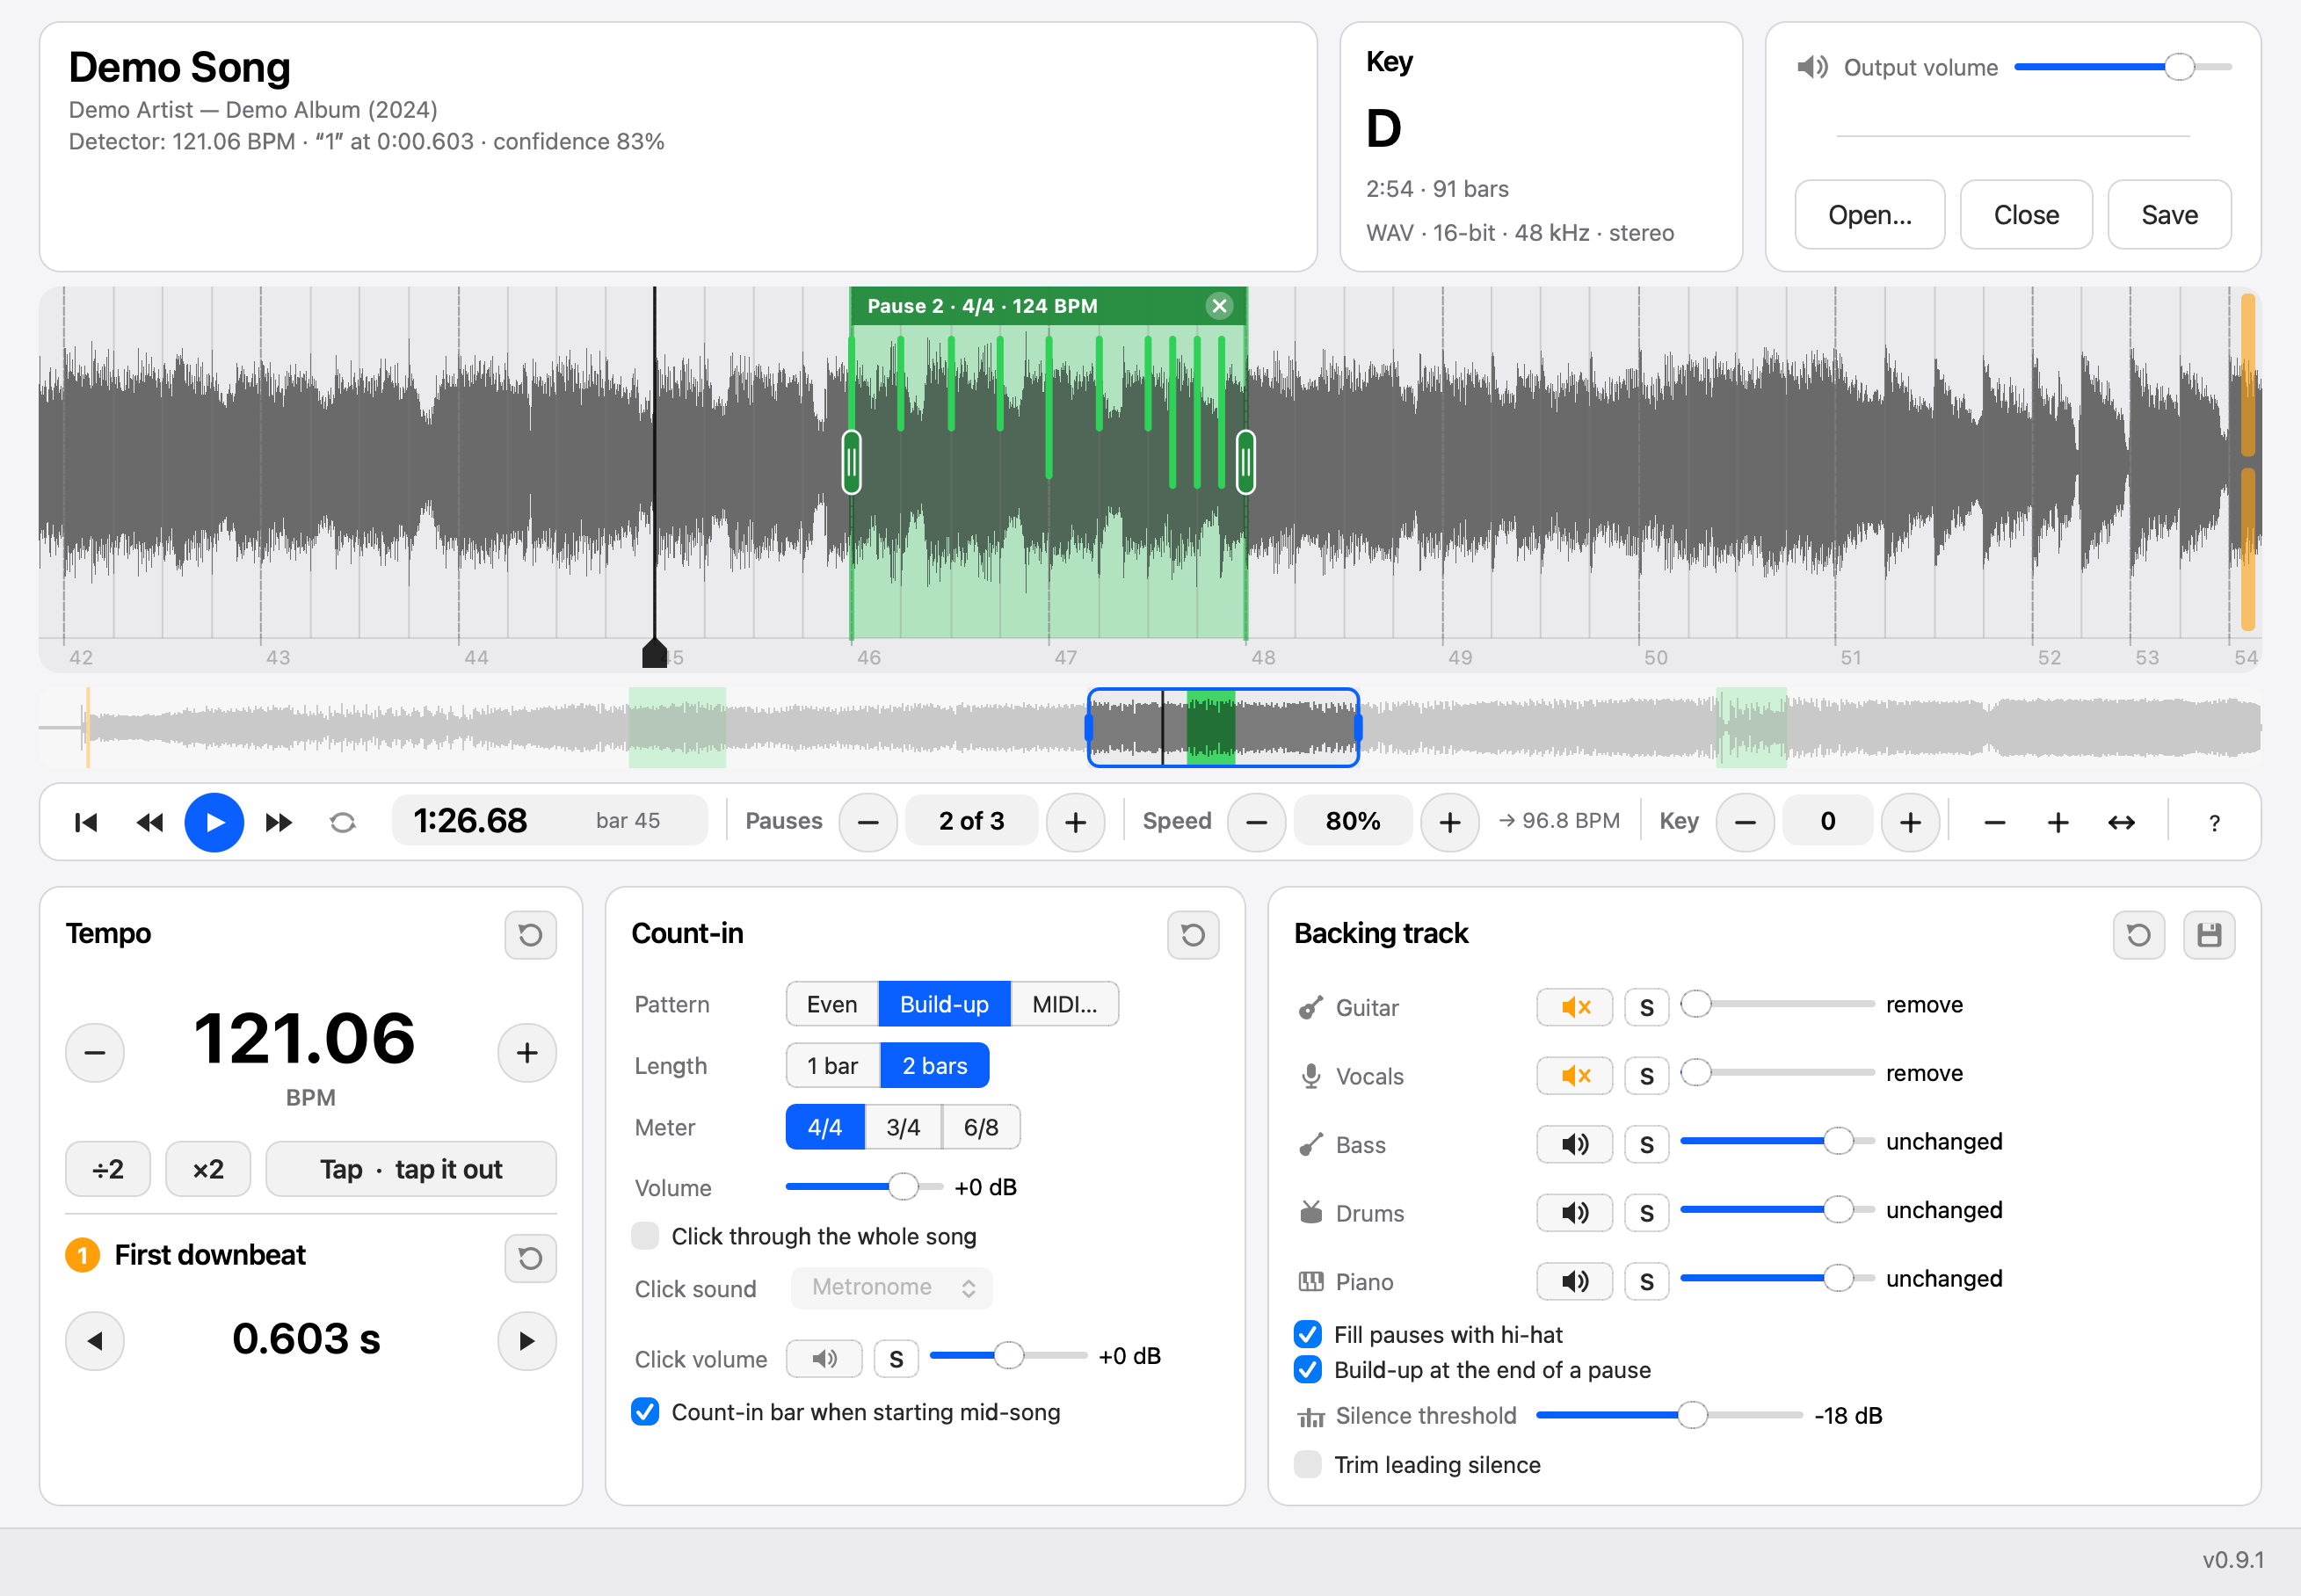 Demo Song
Demo Artist — Demo Album (2024)
Detector: 121.06 BPM · “1” at 0:00.603 · confidence 83%
Key
D
2:54 · 91 bars
WAV · 16-bit · 48 kHz · stereo
Output volume
Open... Close Save
Pause 2 · 4/4 · 124 BPM
42 43 44 45 46 47 48 49 50 51 52 53 54
1:26.68 bar 45 Pauses − 2 of 3 + Speed − 80% + → 96.8 BPM Key − 0 + − + ↔ ?
Tempo
− 121.06 +
BPM
÷2 ×2 Tap · tap it out
1 First downbeat
0.603 s
Count-in
Pattern Even Build-up MIDI...
Length 1 bar 2 bars
Meter 4/4 3/4 6/8
Volume +0 dB
Click through the whole song
Click sound Metronome
Click volume S +0 dB
Count-in bar when starting mid-song
Backing track
Guitar S remove
Vocals S remove
Bass S unchanged
Drums S unchanged
Piano S unchanged
Fill pauses with hi-hat
Build-up at the end of a pause
Silence threshold -18 dB
Trim leading silence
v0.9.1